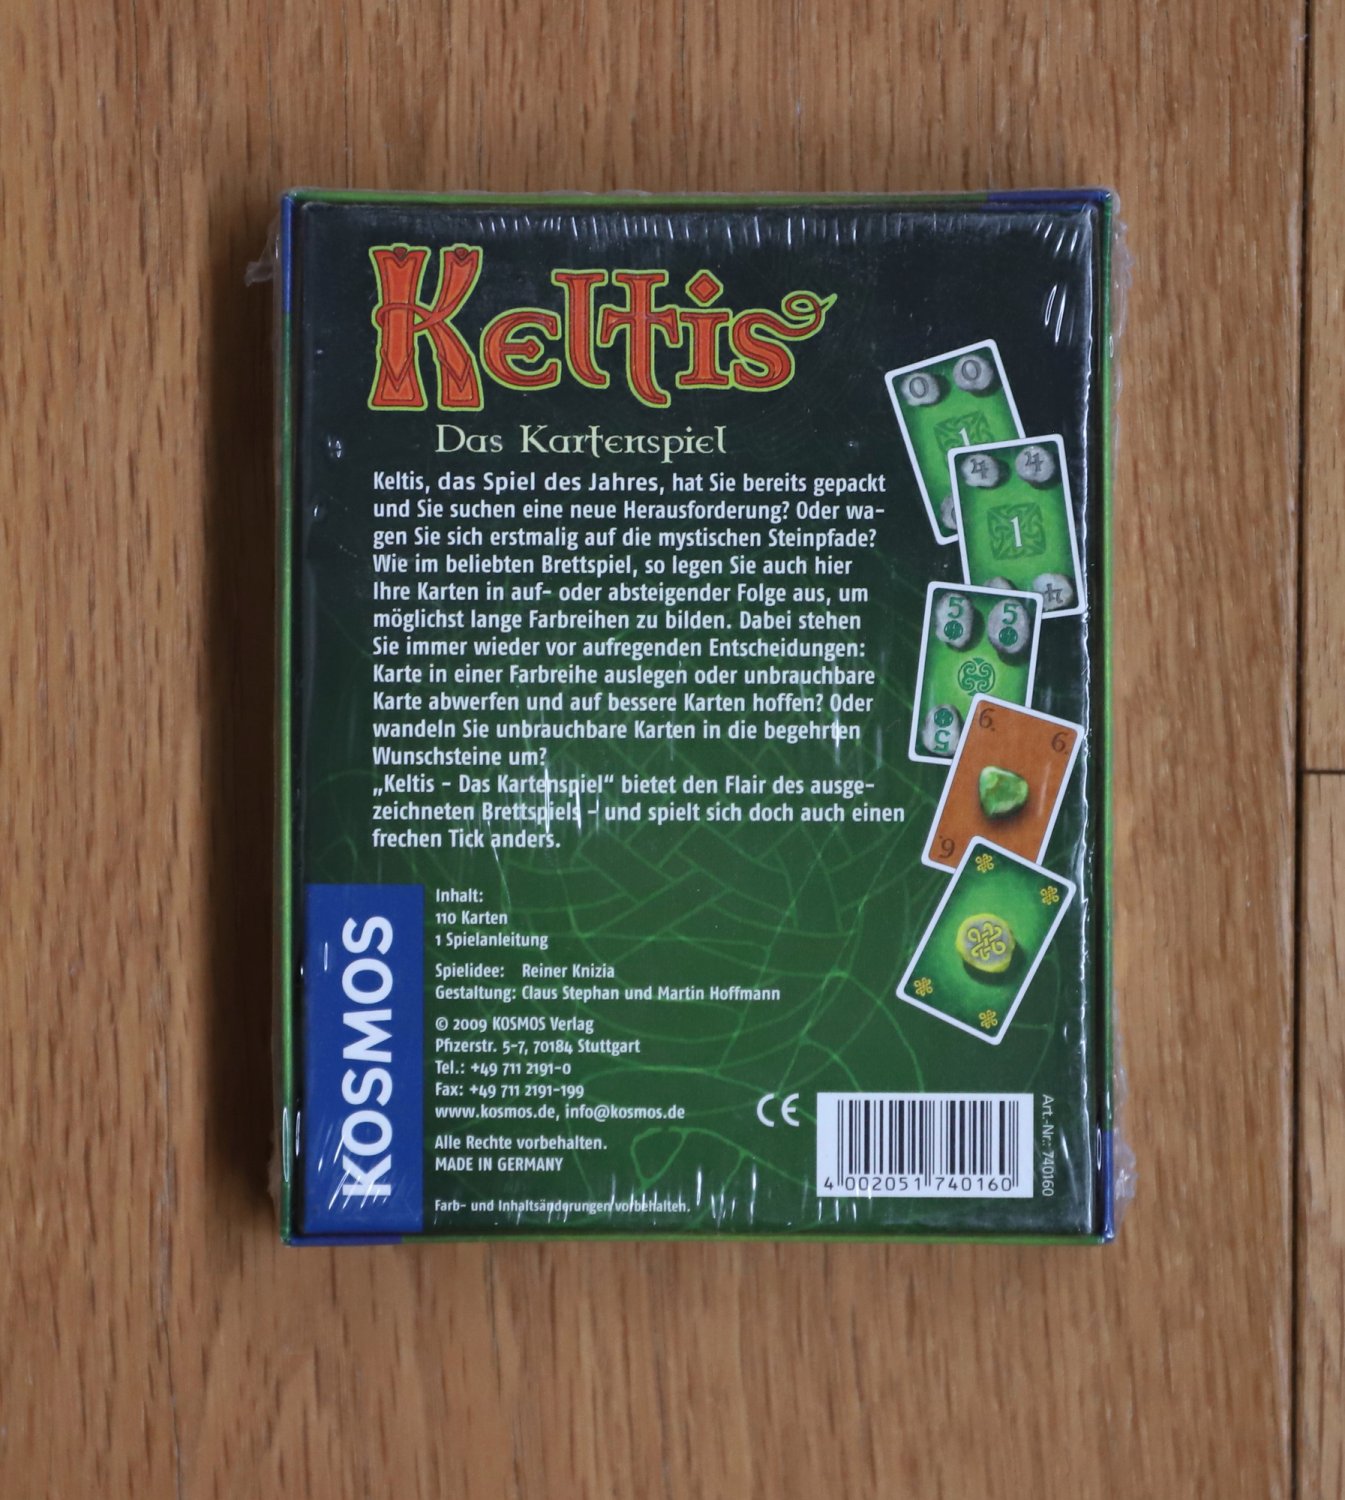 Keltis
Das Kartenspiel
Keltis, das Spiel des Jahres, hat Sie bereits gepackt
und Sie suchen eine neue Herausforderung? Oder wa-
gen Sie sich erstmalig auf die mystischen Steinpfade?
Wie im beliebten Brettspiel, so legen Sie auch hier
Ihre Karten in auf- oder absteigender Folge aus, um
möglichst lange Farbreihen zu bilden. Dabei stehen
Sie immer wieder vor aufregenden Entscheidungen:
Karte in einer Farbreihe auslegen oder unbrauchbare
Karte abwerfen und auf bessere Karten hoffen? Oder
wandeln Sie unbrauchbare Karten in die begehrten
Wunschsteine um?
„Keltis – Das Kartenspiel“ bietet den Flair des ausge-
zeichneten Brettspiels – und spielt sich doch auch einen
frechen Tick anders.
0 0
1
4 4
1
4
5 5
5
6. 6.
6.
KOSMOS
Inhalt:
110 Karten
1 Spielanleitung
Spielidee: Reiner Knizia
Gestaltung: Claus Stephan und Martin Hoffmann
© 2009 KOSMOS Verlag
Pfizerstr. 5-7, 70184 Stuttgart
Tel.: +49 711 2191-0
Fax: +49 711 2191-199
www.kosmos.de, info@kosmos.de
Alle Rechte vorbehalten.
MADE IN GERMANY
Farb- und Inhaltsänderungen vorbehalten.
CE
4 002051 740160
Art.-Nr.: 740160